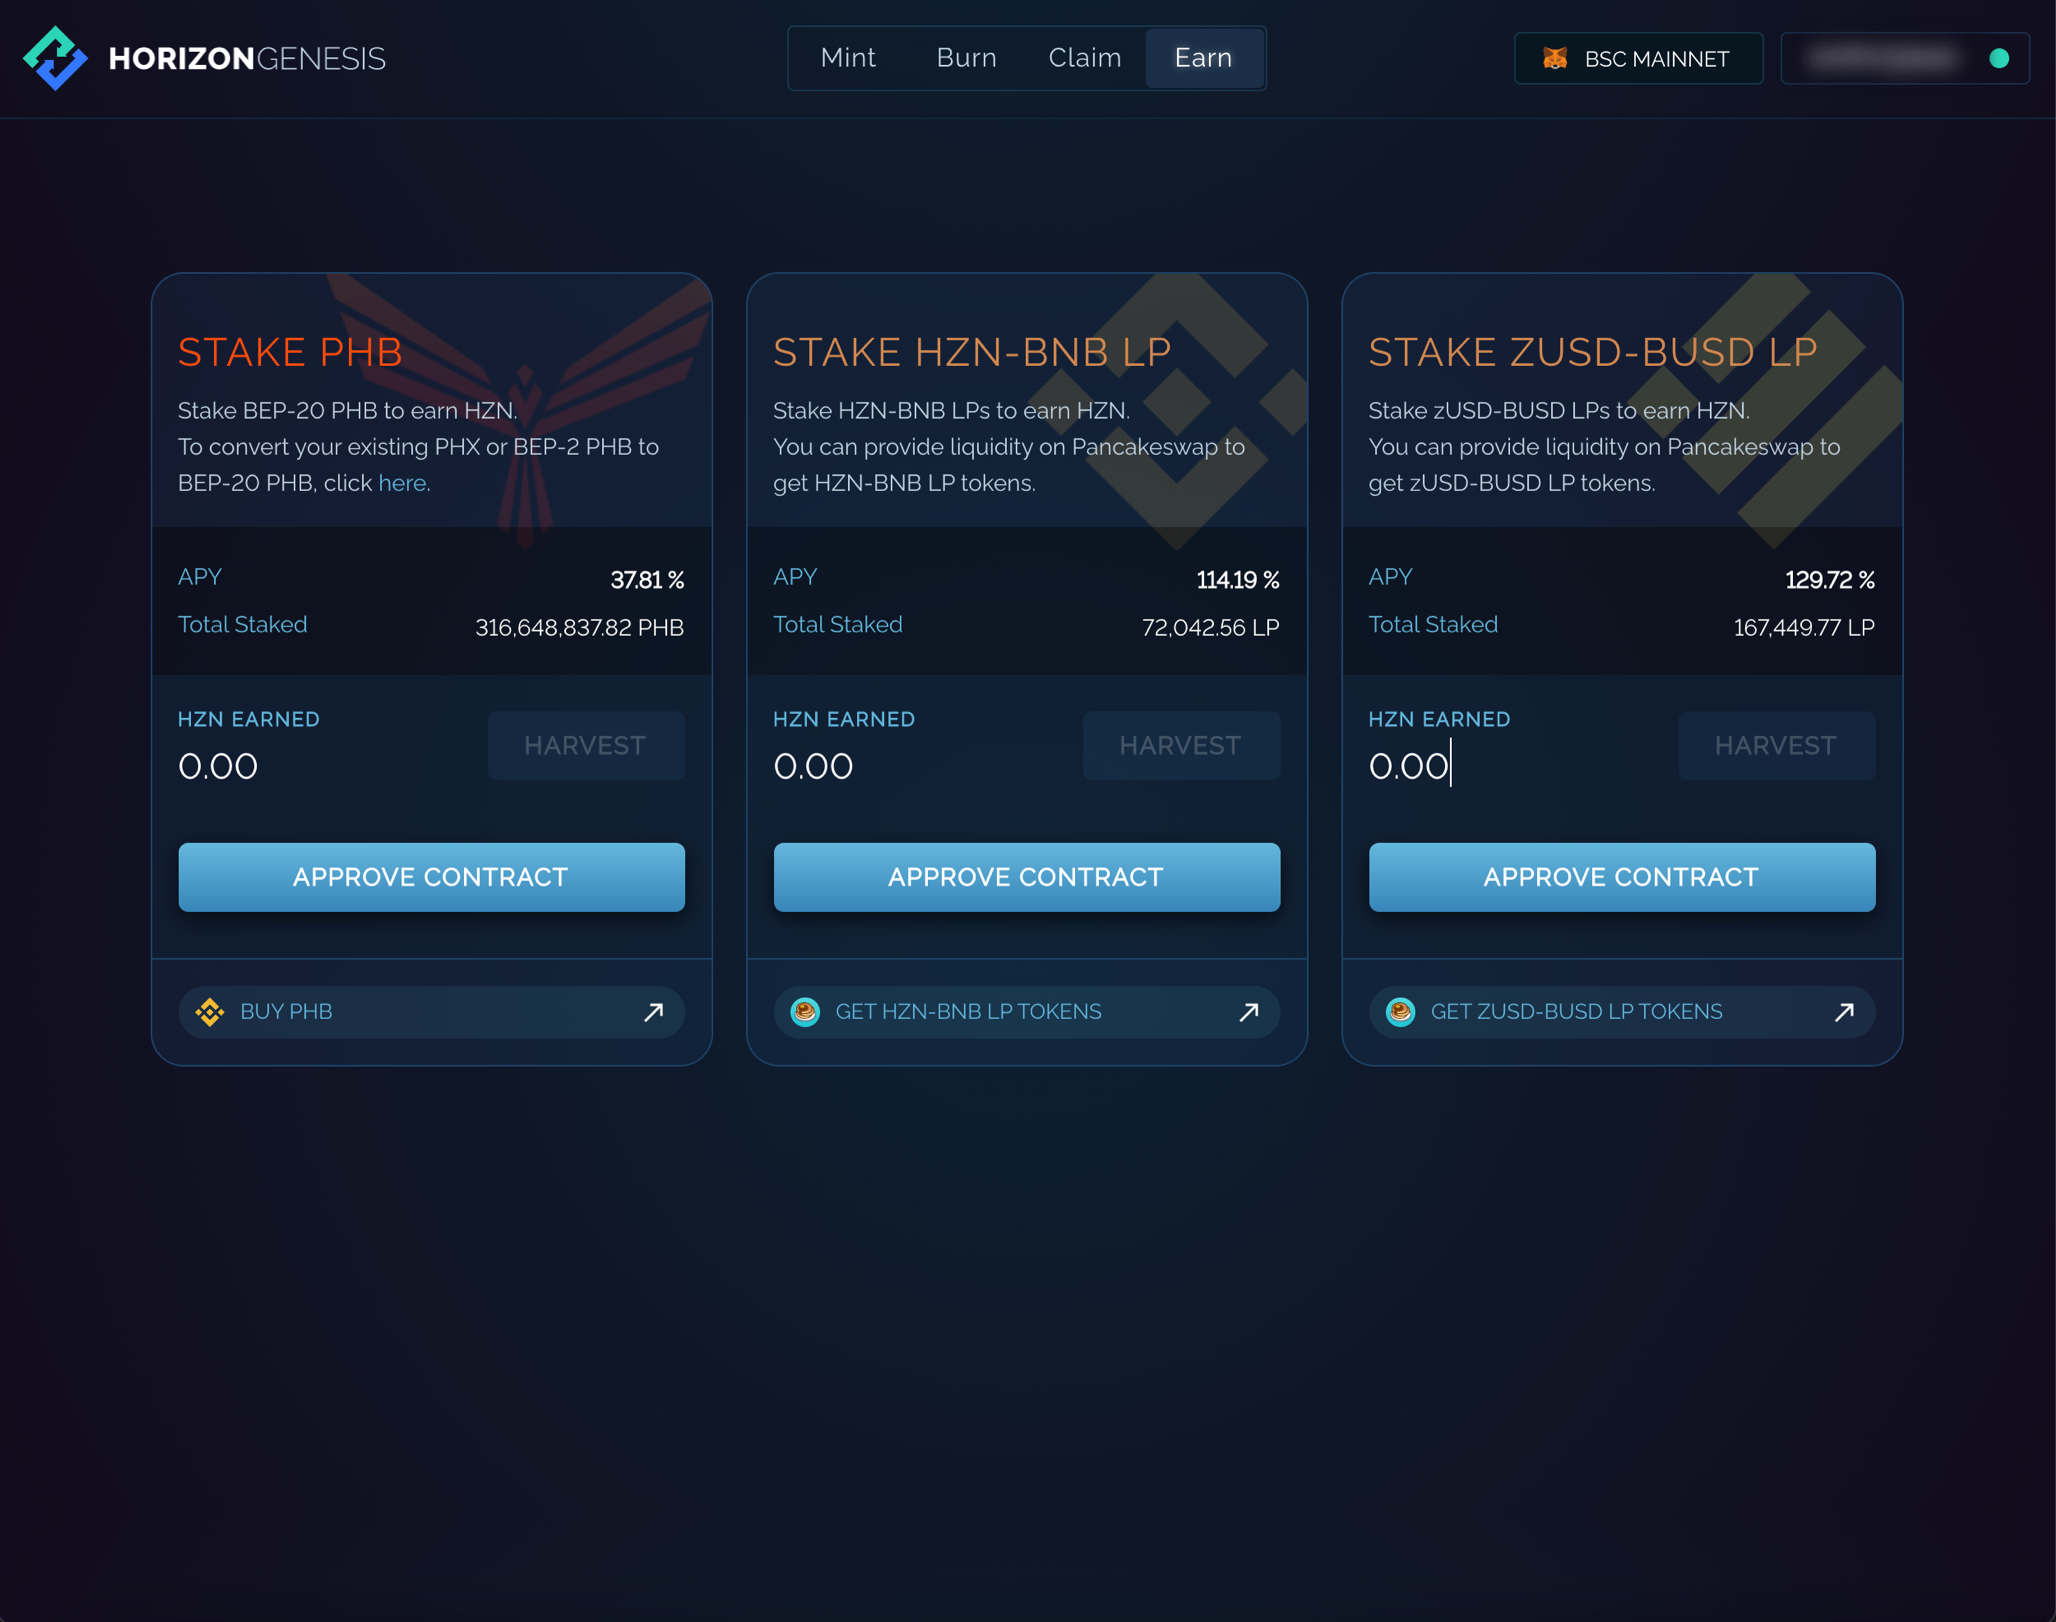 HORIZONGENESIS
Mint
Burn
Claim
Earn
BSC MAINNET
STAKE PHB
Stake BEP-20 PHB to earn HZN.
To convert your existing PHX or BEP-2 PHB to
BEP-20 PHB, click here.
APY
37.81 %
Total Staked
316,648,837.82 PHB
HZN EARNED
0.00
HARVEST
APPROVE CONTRACT
BUY PHB
STAKE HZN-BNB LP
Stake HZN-BNB LPs to earn HZN.
You can provide liquidity on Pancakeswap to
get HZN-BNB LP tokens.
APY
114.19 %
Total Staked
72,042.56 LP
HZN EARNED
0.00
HARVEST
APPROVE CONTRACT
GET HZN-BNB LP TOKENS
STAKE ZUSD-BUSD LP
Stake zUSD-BUSD LPs to earn HZN.
You can provide liquidity on Pancakeswap to
get zUSD-BUSD LP tokens.
APY
129.72 %
Total Staked
167,449.77 LP
HZN EARNED
0.00
HARVEST
APPROVE CONTRACT
GET ZUSD-BUSD LP TOKENS